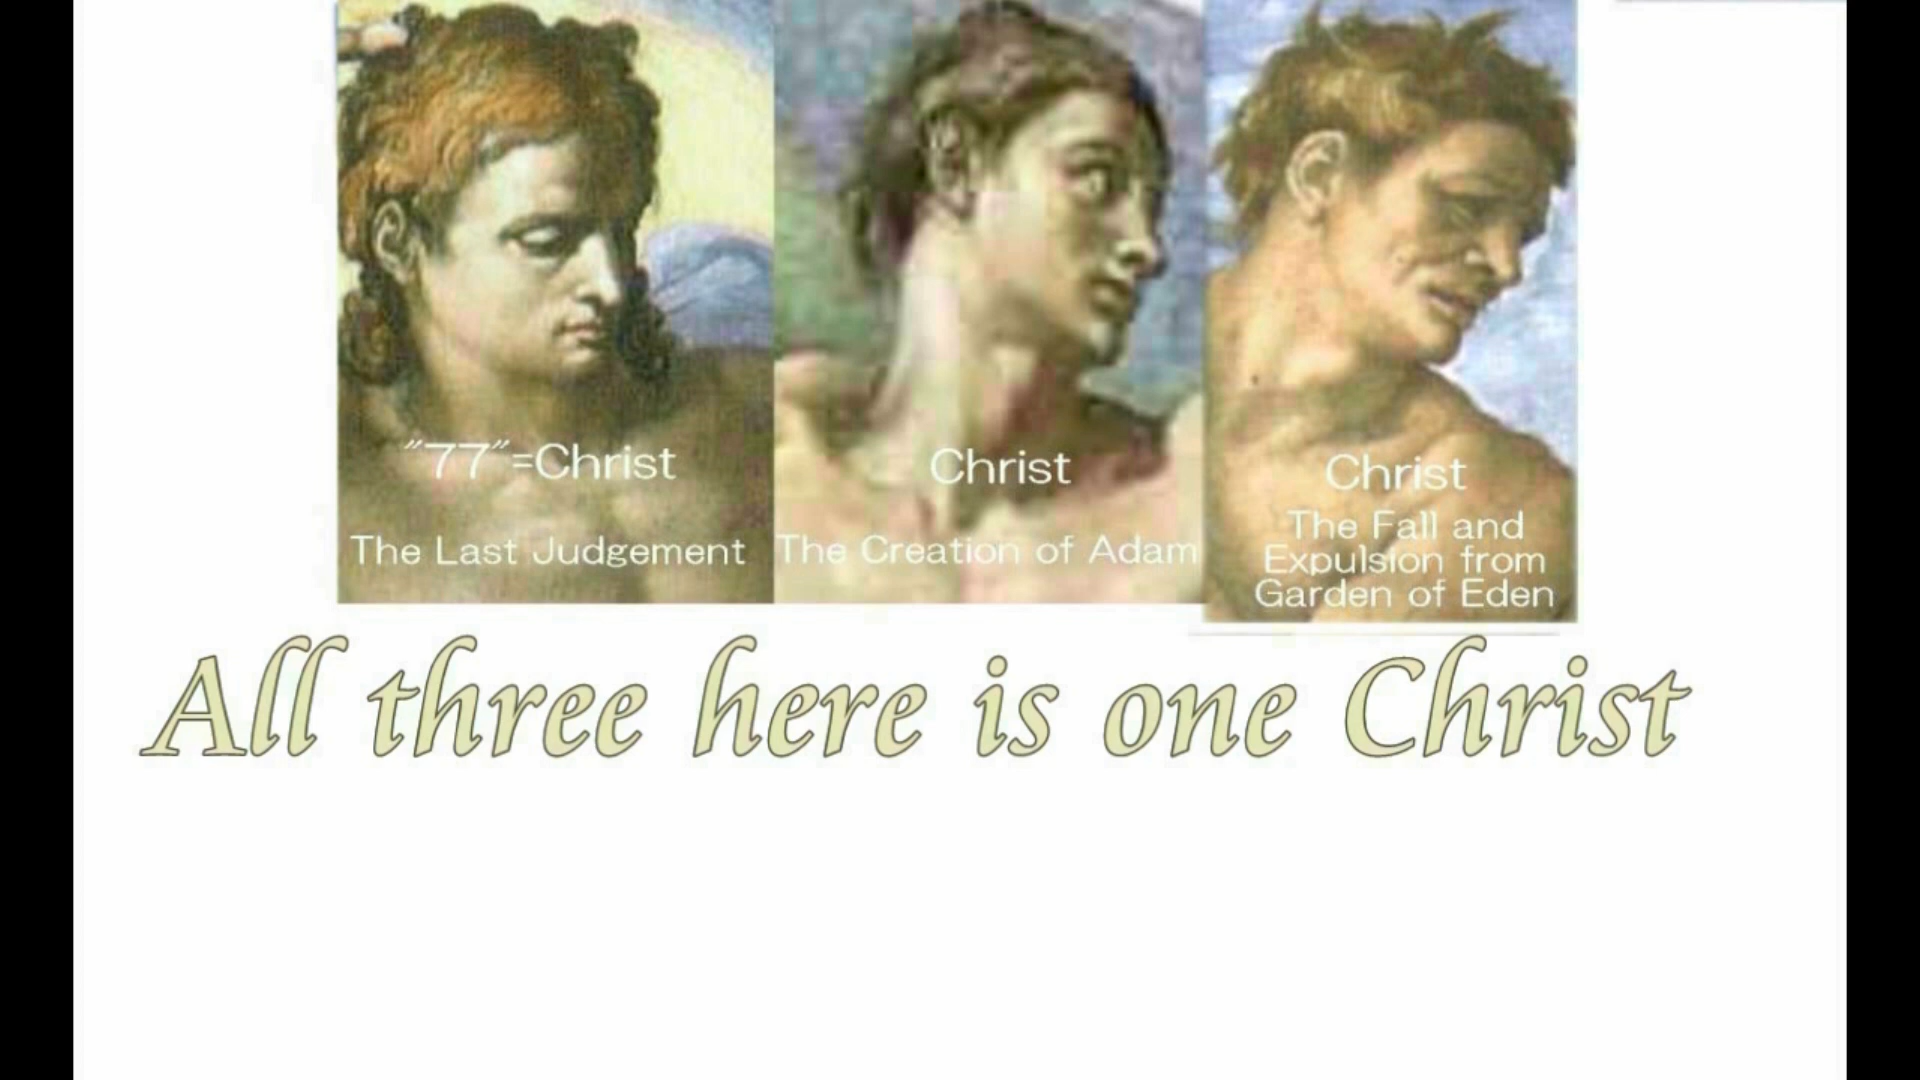 "77"=Christ
The Last Judgement
Christ
The Creation of Adam
Christ
The Fall and
Expulsion from
Garden of Eden
All three here is one Christ